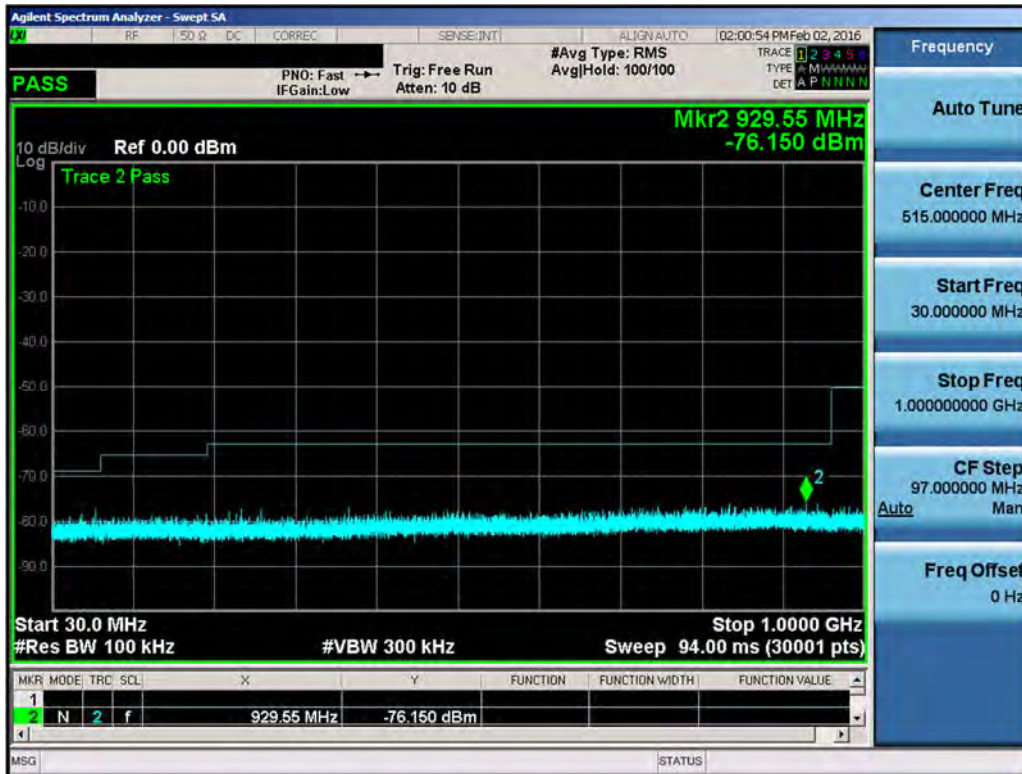 Agilent Spectrum Analyzer - Swept SA
LXI RF 50 Ω DC CORREC SENSE:INT ALIGN AUTO 02:00:54 PM Feb 02, 2016
PASS
PNO: Fast
IFGain:Low
Trig: Free Run
Atten: 10 dB
#Avg Type: RMS
Avg|Hold: 100/100
TRACE 1 2 3 4 5 6
TYPE A M W W W W
DET A P N N N N
Mkr2 929.55 MHz
-76.150 dBm
10 dB/div
Log
Ref 0.00 dBm
Trace 2 Pass
-10.0
-20.0
-30.0
-40.0
-50.0
-60.0
-70.0
-80.0
-90.0
2
Start 30.0 MHz
#Res BW 100 kHz
#VBW 300 kHz
Stop 1.0000 GHz
Sweep 94.00 ms (30001 pts)
MKR MODE TRC SCL X Y FUNCTION FUNCTION WIDTH FUNCTION VALUE
1
2 N 2 f 929.55 MHz -76.150 dBm
MSG
STATUS
Frequency
Auto Tune
Center Freq
515.000000 MHz
Start Freq
30.000000 MHz
Stop Freq
1.000000000 GHz
CF Step
97.000000 MHz
Auto Man
Freq Offset
0 Hz